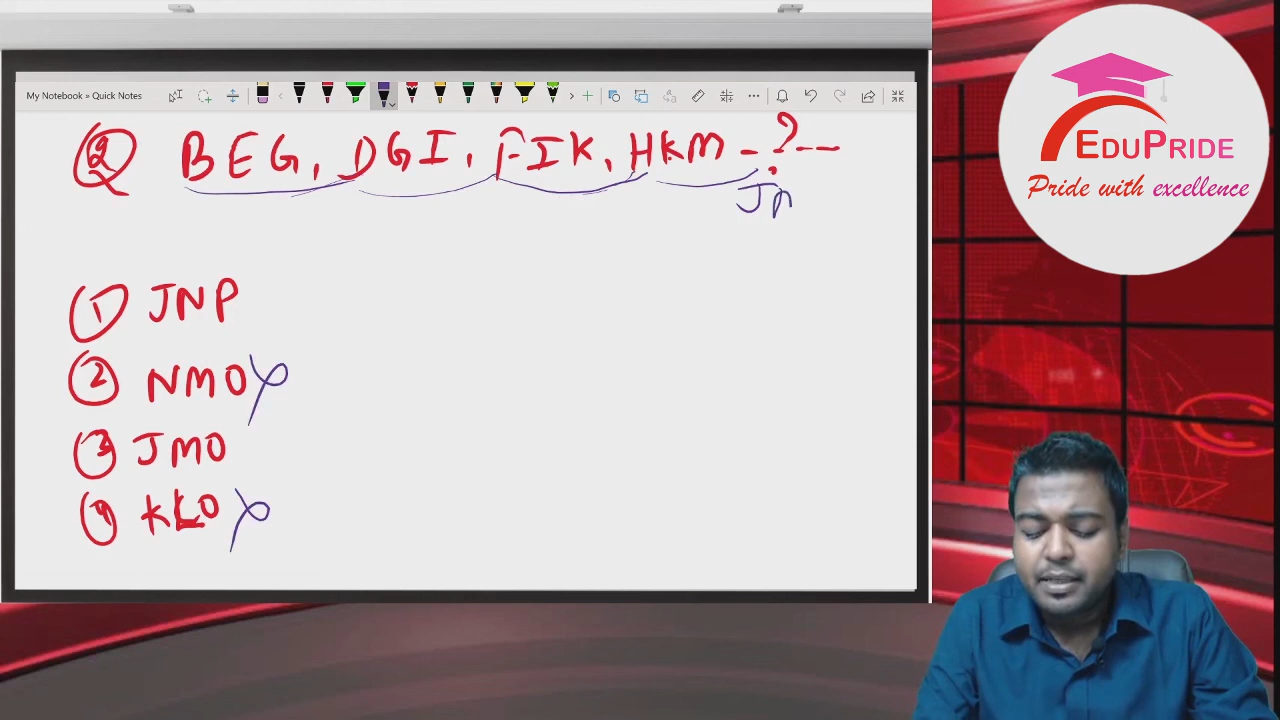 My Notebook » Quick Notes
EDUPRIDE
Pride with excellence
2 BEG, DGI, FIK, HKM - ? --
J
1 JNP
2 NMO
3 JMO
4 KLO